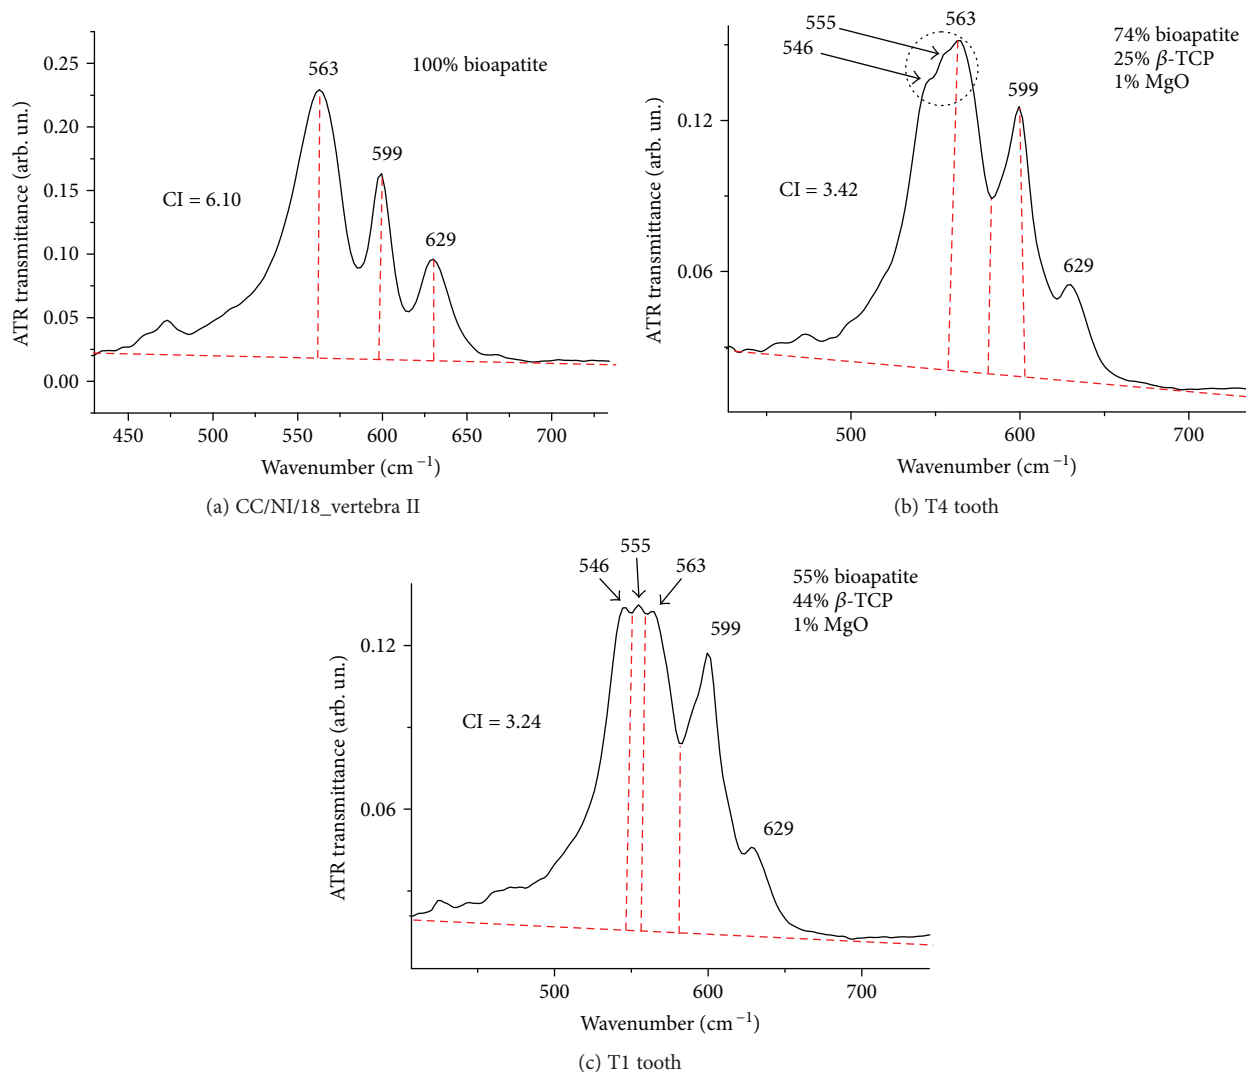 0.25
0.20
0.15
0.10
0.05
0.00
ATR transmittance (arb. un.)
563
599
629
100% bioapatite
CI = 6.10
450
500
550
600
650
700
Wavenumber (cm⁻¹)
(a) CC/NI/18_vertebra II
0.12
0.06
ATR transmittance (arb. un.)
555
546
563
599
629
74% bioapatite
25% β-TCP
1% MgO
CI = 3.42
500
600
700
Wavenumber (cm⁻¹)
(b) T4 tooth
0.12
0.06
ATR transmittance (arb. un.)
546
555
563
599
629
55% bioapatite
44% β-TCP
1% MgO
CI = 3.24
500
600
700
Wavenumber (cm⁻¹)
(c) T1 tooth